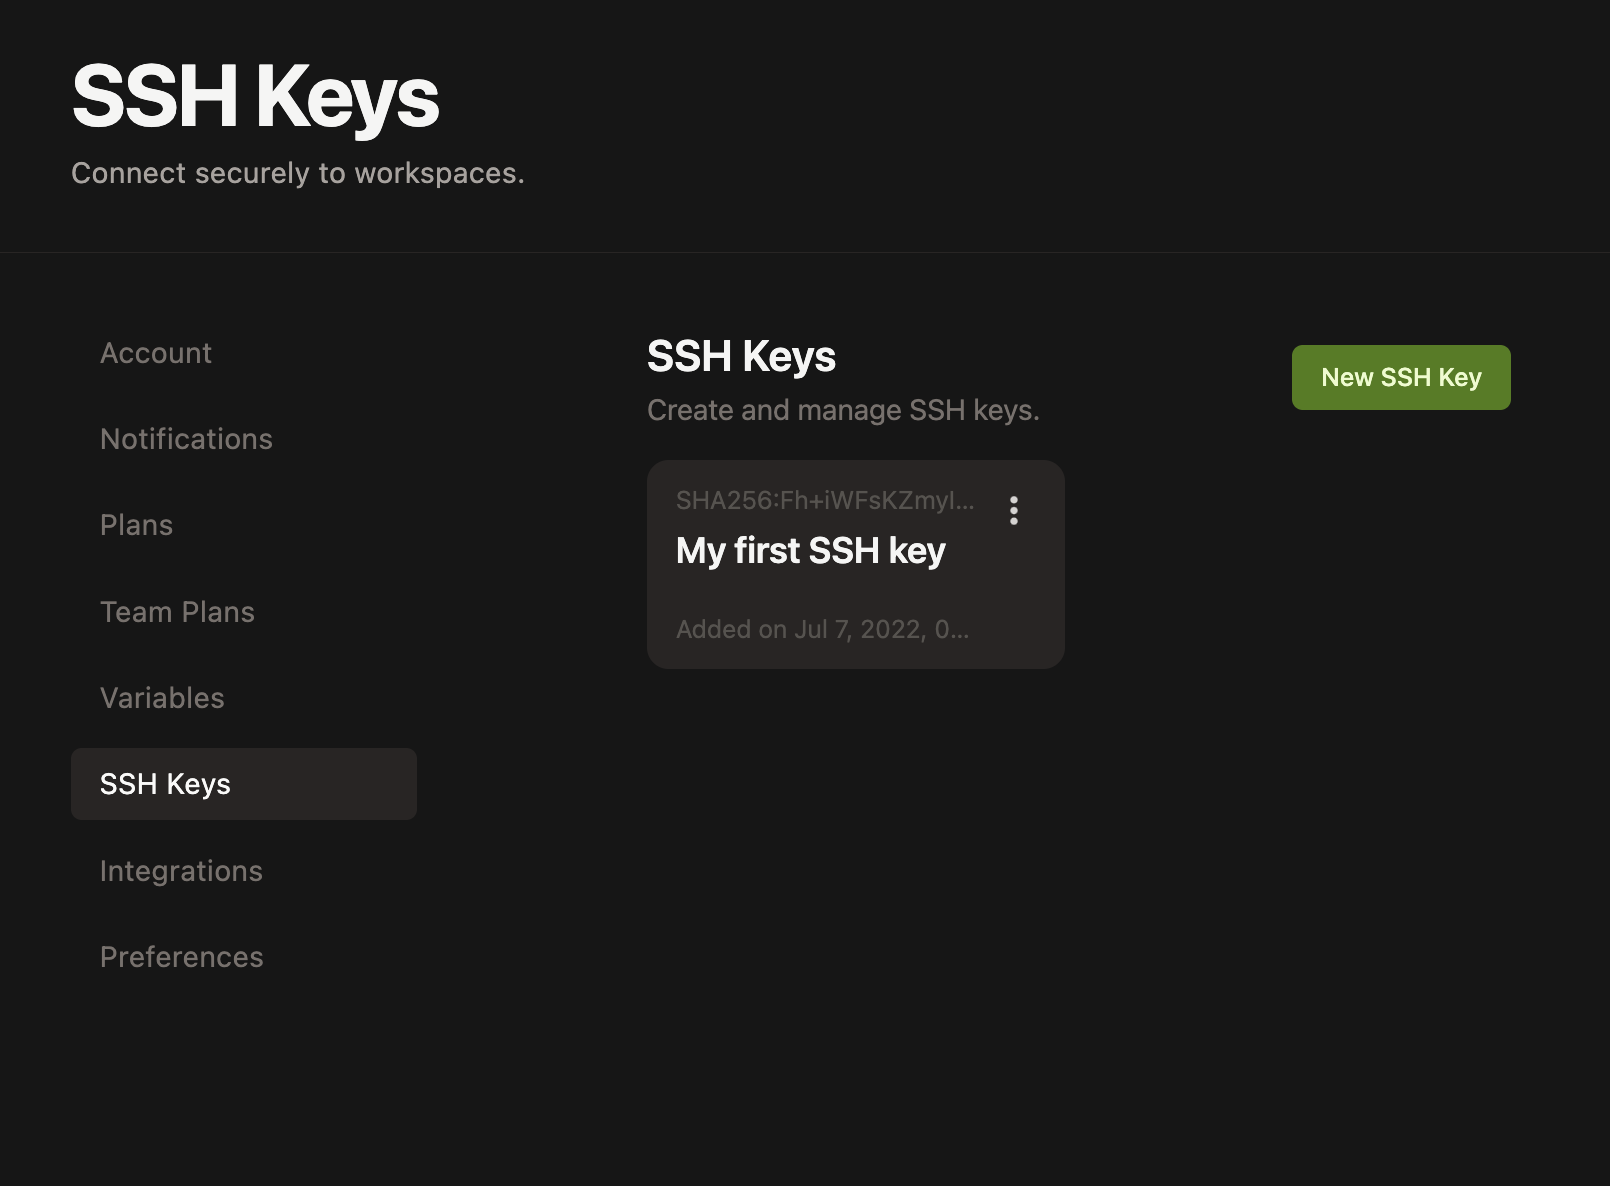 SSH Keys
Connect securely to workspaces.
Account
Notifications
Plans
Team Plans
Variables
SSH Keys
Integrations
Preferences
SSH Keys
Create and manage SSH keys.
New SSH Key
SHA256:Fh+iWFsKZmyI...
My first SSH key
Added on Jul 7, 2022, 0...